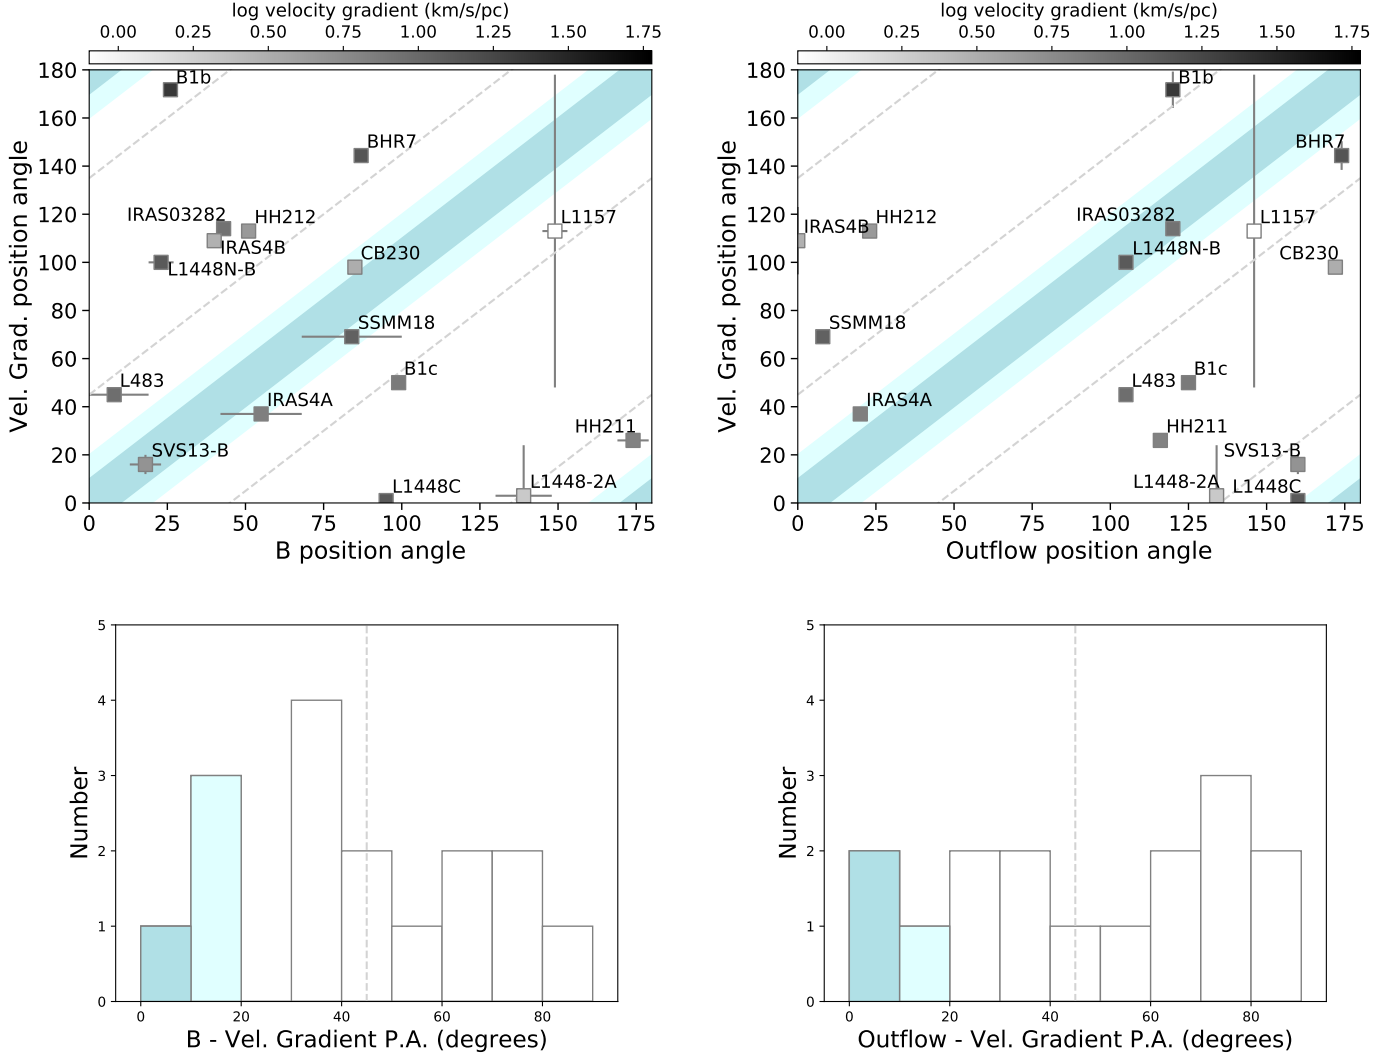 log velocity gradient (km/s/pc)
0.00 0.25 0.50 0.75 1.00 1.25 1.50 1.75
180
160
140
120
100
80
60
40
20
0
Vel. Grad. position angle
B1b
BHR7
IRAS03282
HH212
IRAS4B
L1448N-B
L1157
CB230
SSMM18
L483
B1c
IRAS4A
HH211
SVS13-B
L1448C
L1448-2A
0 25 50 75 100 125 150 175
B position angle
log velocity gradient (km/s/pc)
0.00 0.25 0.50 0.75 1.00 1.25 1.50 1.75
180
160
140
120
100
80
60
40
20
0
Vel. Grad. position angle
B1b
BHR7
IRAS03282
IRAS4B
HH212
L1157
L1448N-B
CB230
SSMM18
L483
B1c
IRAS4A
HH211
SVS13-B
L1448-2A
L1448C
0 25 50 75 100 125 150 175
Outflow position angle
5
4
3
2
1
0
Number
0 20 40 60 80
B - Vel. Gradient P.A. (degrees)
5
4
3
2
1
0
Number
0 20 40 60 80
Outflow - Vel. Gradient P.A. (degrees)